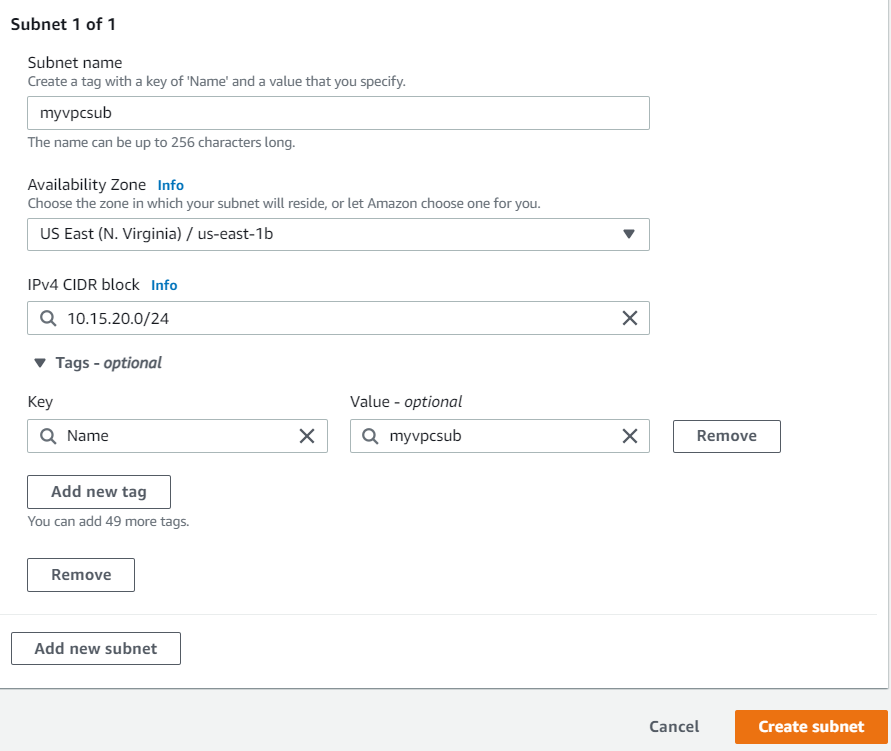 Subnet 1 of 1
Subnet name
Create a tag with a key of 'Name' and a value that you specify.
myvpcsub
The name can be up to 256 characters long.
Availability Zone Info
Choose the zone in which your subnet will reside, or let Amazon choose one for you.
US East (N. Virginia) / us-east-1b
IPv4 CIDR block Info
10.15.20.0/24
Tags - optional
Key Value - optional
Name myvpcsub Remove
Add new tag
You can add 49 more tags.
Remove
Add new subnet
Cancel Create subnet